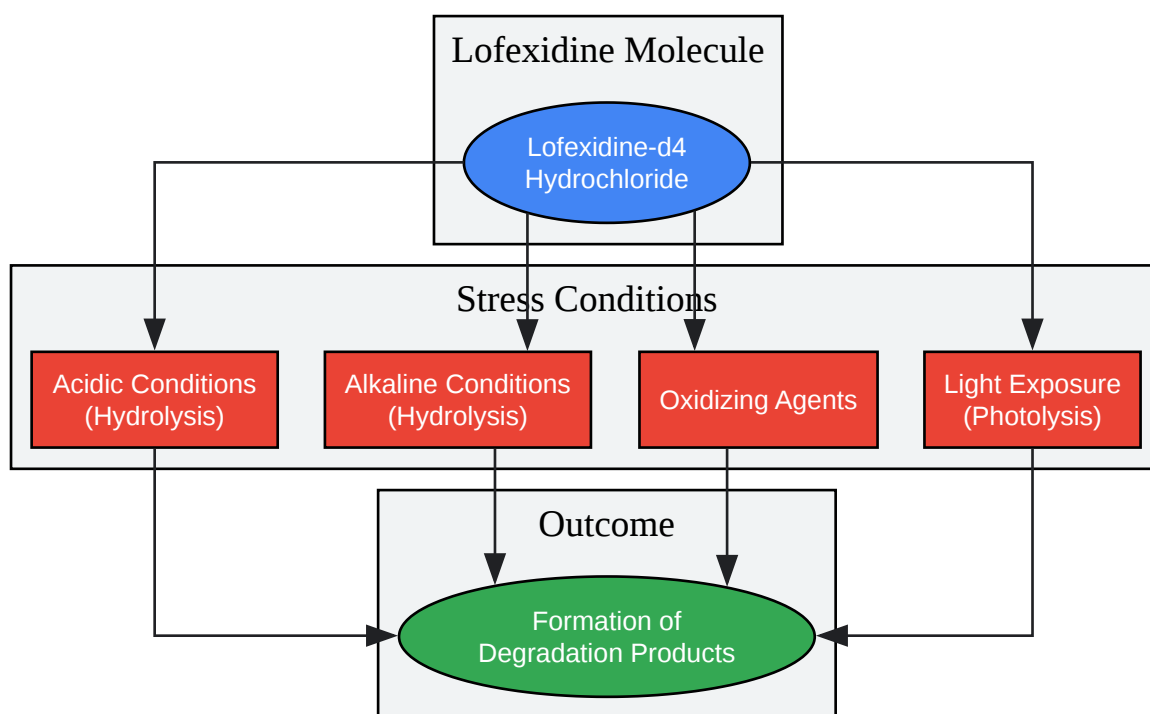 Lofexidine Molecule
Lofexidine-d4
Hydrochloride
Stress Conditions
Acidic Conditions
(Hydrolysis)
Alkaline Conditions
(Hydrolysis)
Oxidizing Agents
Light Exposure
(Photolysis)
Outcome
Formation of
Degradation Products